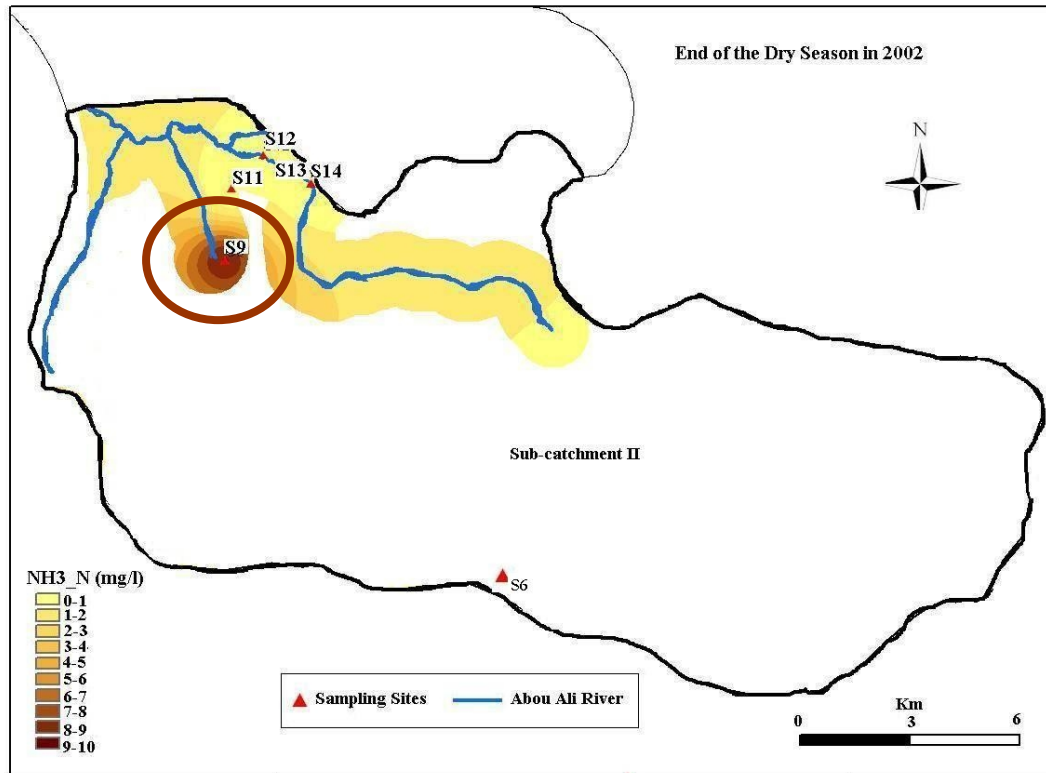 End of the Dry Season in 2002
N
S12
S13 S14
S11
S9
Sub-catchment II
S6
NH3_N (mg/l)
0-1
1-2
2-3
3-4
4-5
5-6
6-7
7-8
8-9
9-10
Sampling Sites Abou Ali River
Km
0 3 6